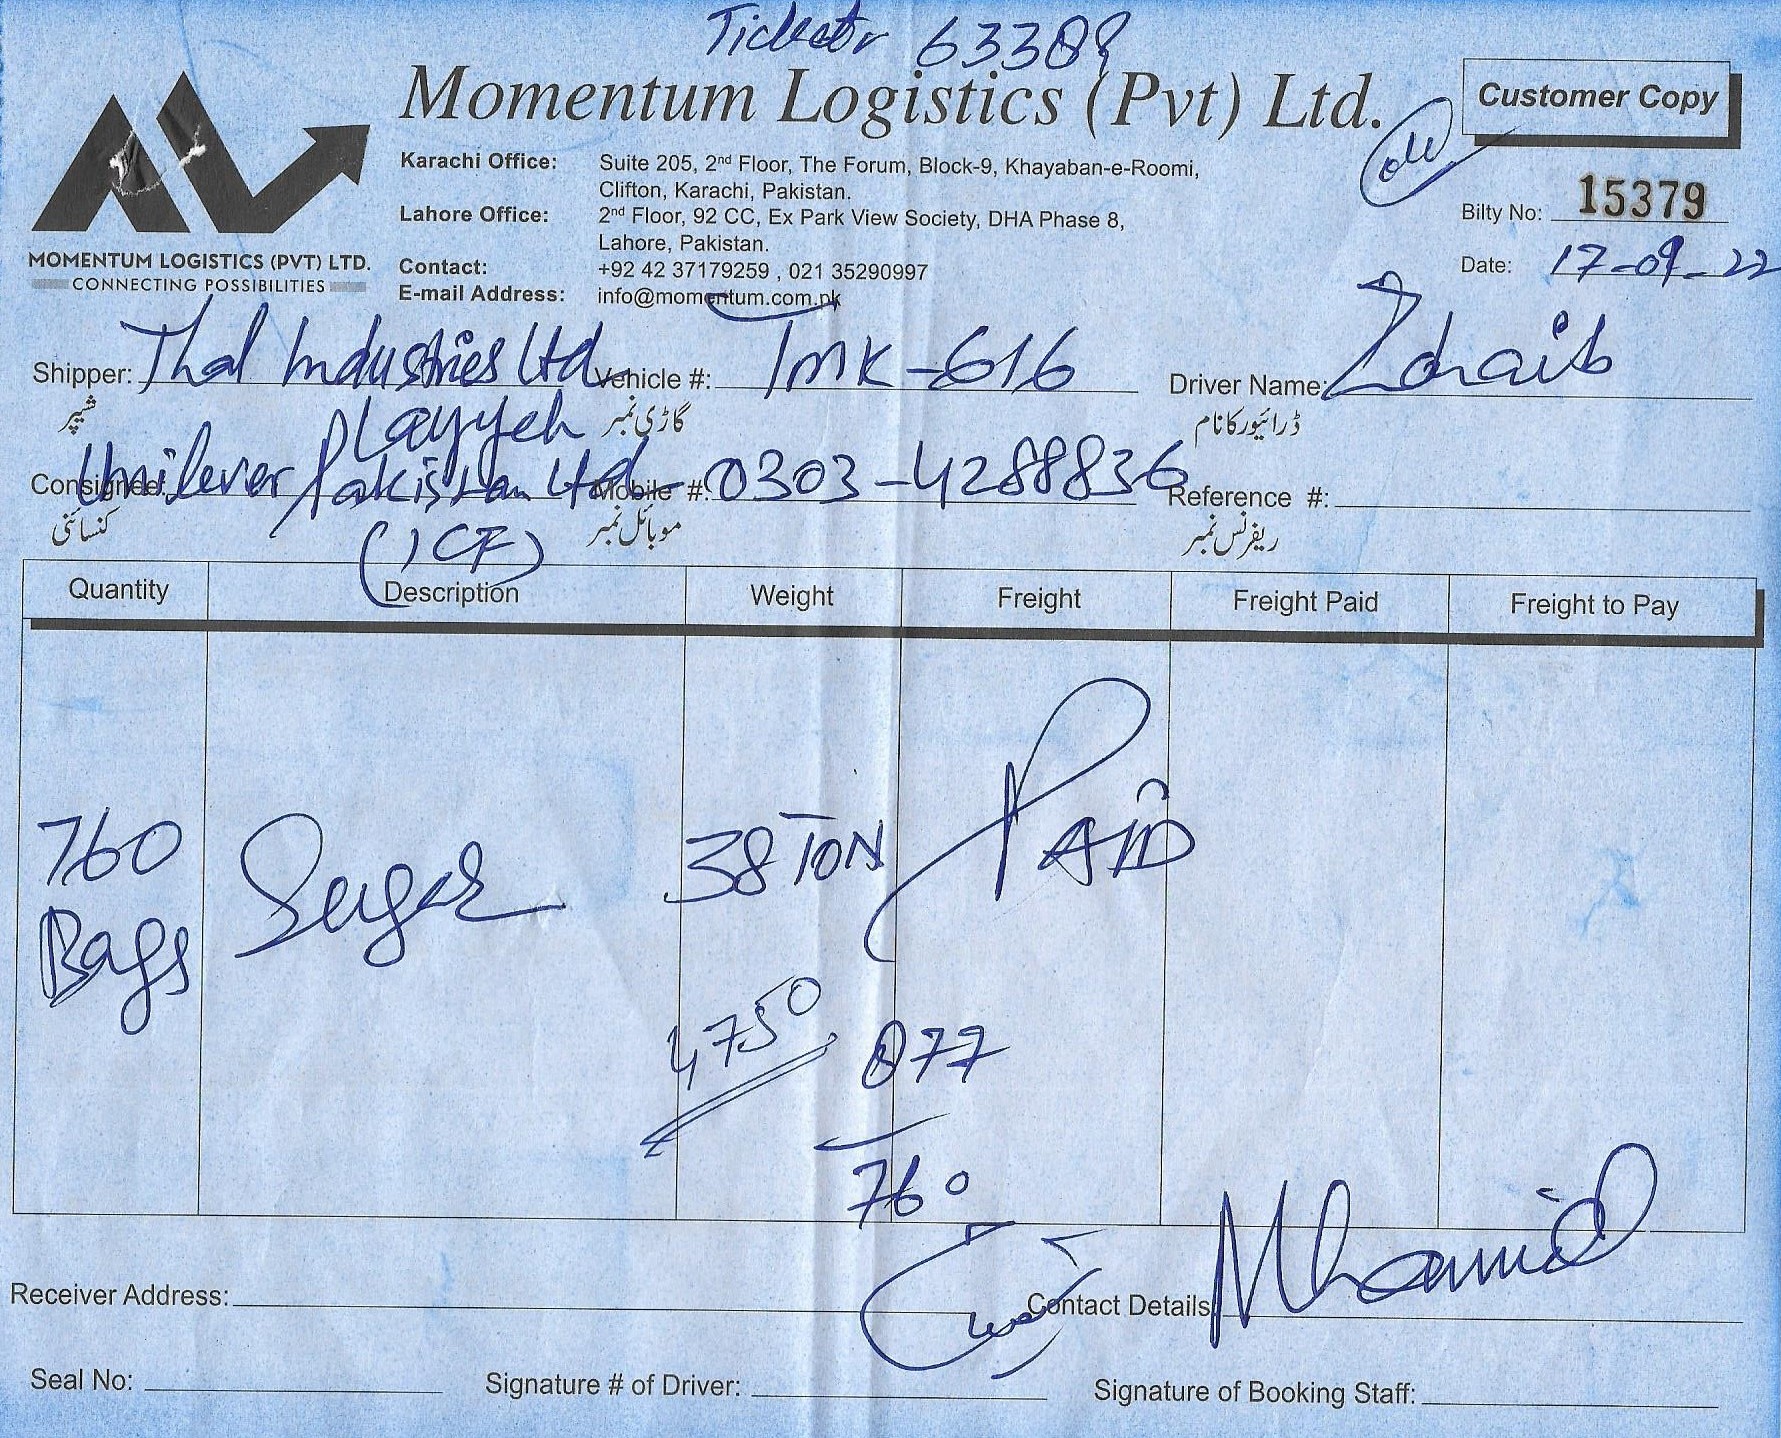 Ticket 63389
Momentum Logistics (Pvt) Ltd.
Customer Copy
Karachi Office: Suite 205, 2nd Floor, The Forum, Block-9, Khayaban-e-Roomi,
Clifton, Karachi, Pakistan.
Lahore Office: 2nd Floor, 92 CC, Ex Park View Society, DHA Phase 8,
Lahore, Pakistan.
Contact: +92 42 37179259 , 021 35290997
E-mail Address: info@momentum.com.pk
MOMENTUM LOGISTICS (PVT) LTD.
CONNECTING POSSIBILITIES
Bilty No: 15379
Date: 17-09-22
Shipper: Thal Industries Ltd Vehicle #: TMK-616 Driver Name: Zohaib
شیپر گاڑی نمبر ڈرائیور کا نام
Layyah
Consignee: Unilever Pakistan Ltd Mobile #: 0303-4288836 Reference #:
کنسائنی موبائل نمبر ریفرنس نمبر
(ICF)
Quantity Description Weight Freight Freight Paid Freight to Pay
760 Bags Sugar 38 TON PAID
4750
077
760
Receiver Address: Contact Details:
Seal No: Signature # of Driver: Signature of Booking Staff: